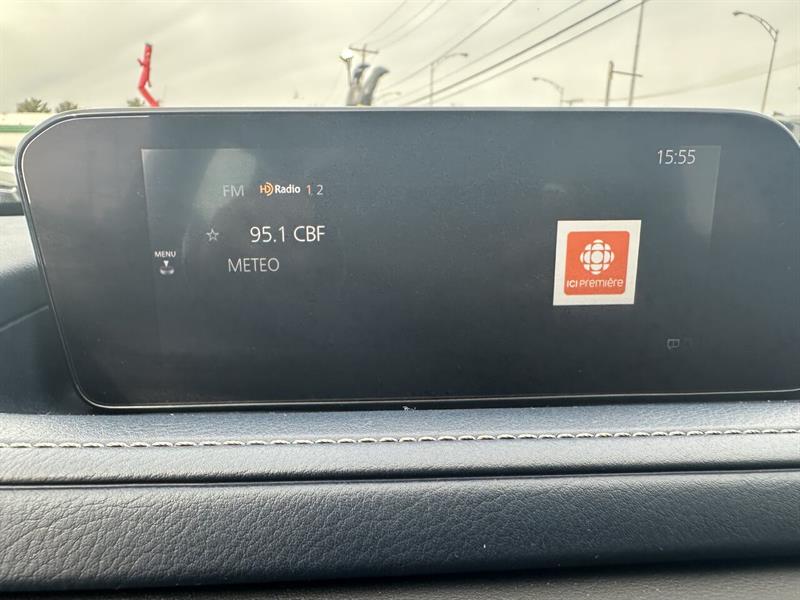 15:55
FM HD Radio 1 2
☆ 95.1 CBF
MENU
METEO
ICI PREMIÈRE